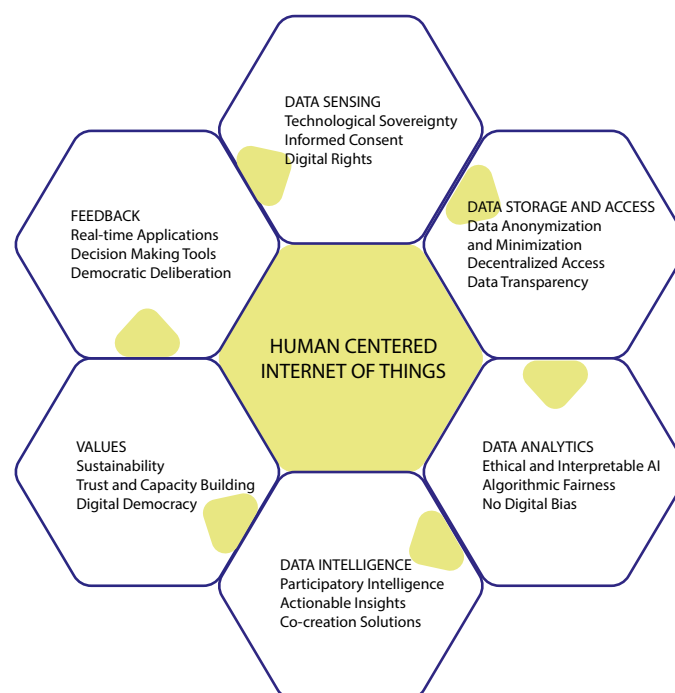 DATA SENSING
Technological Sovereignty
Informed Consent
Digital Rights
DATA STORAGE AND ACCESS
Data Anonymization
and Minimization
Decentralized Access
Data Transparency
FEEDBACK
Real-time Applications
Decision Making Tools
Democratic Deliberation
HUMAN CENTERED
INTERNET OF THINGS
VALUES
Sustainability
Trust and Capacity Building
Digital Democracy
DATA ANALYTICS
Ethical and Interpretable AI
Algorithmic Fairness
No Digital Bias
DATA INTELLIGENCE
Participatory Intelligence
Actionable Insights
Co-creation Solutions